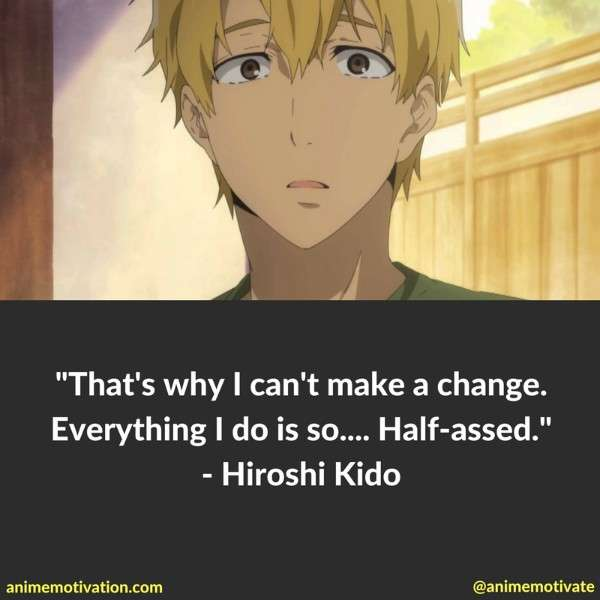 "That's why I can't make a change.
Everything I do is so.... Half-assed."
- Hiroshi Kido
animemotivation.com
@animemotivate